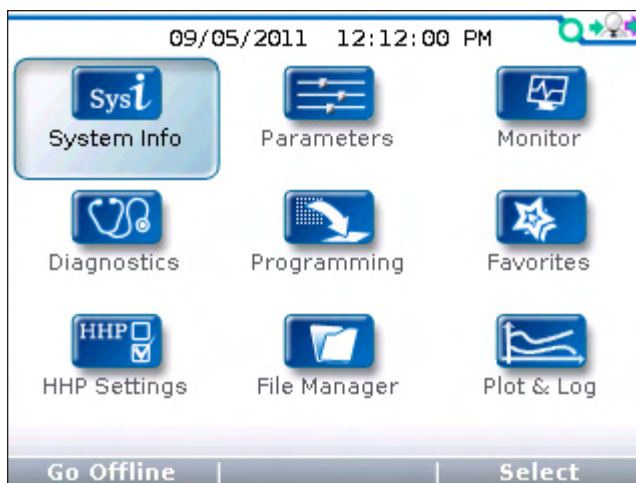 09/05/2011 12:12:00 PM
Sysi
System Info
Parameters
Monitor
Diagnostics
Programming
Favorites
HHP
HHP Settings
File Manager
Plot & Log
Go Offline
Select